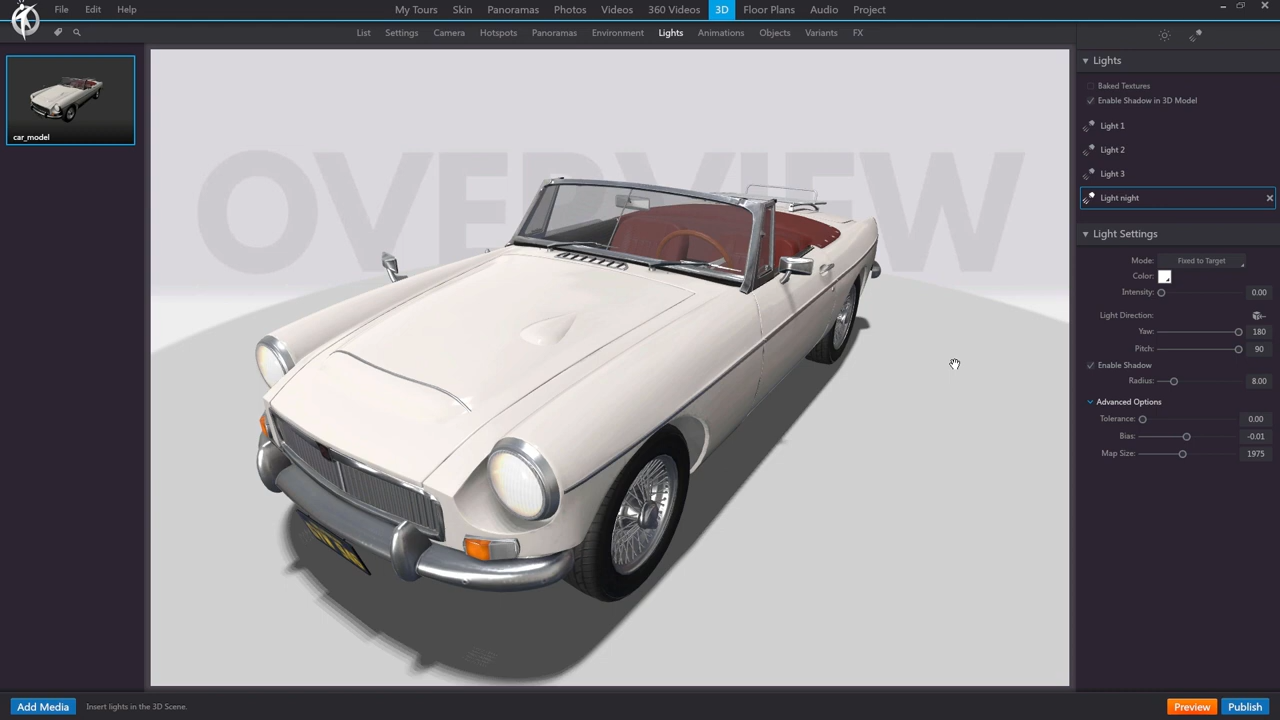 File Edit Help My Tours Skin Panoramas Photos Videos 360 Videos 3D Floor Plans Audio Project
List Settings Camera Hotspots Panoramas Environment Lights Animations Objects Variants FX
car_model
OVERVIEW
Lights
Baked Textures
Enable Shadow in 3D Model
Light 1
Light 2
Light 3
Light night
Light Settings
Mode: Fixed to Target
Color:
Intensity: 0.00
Light Direction:
Yaw: 180
Pitch: 90
Enable Shadow
Radius: 8.00
Advanced Options
Tolerance: 0.00
Bias: -0.01
Map Size: 1975
Add Media Insert lights in the 3D Scene. Preview Publish